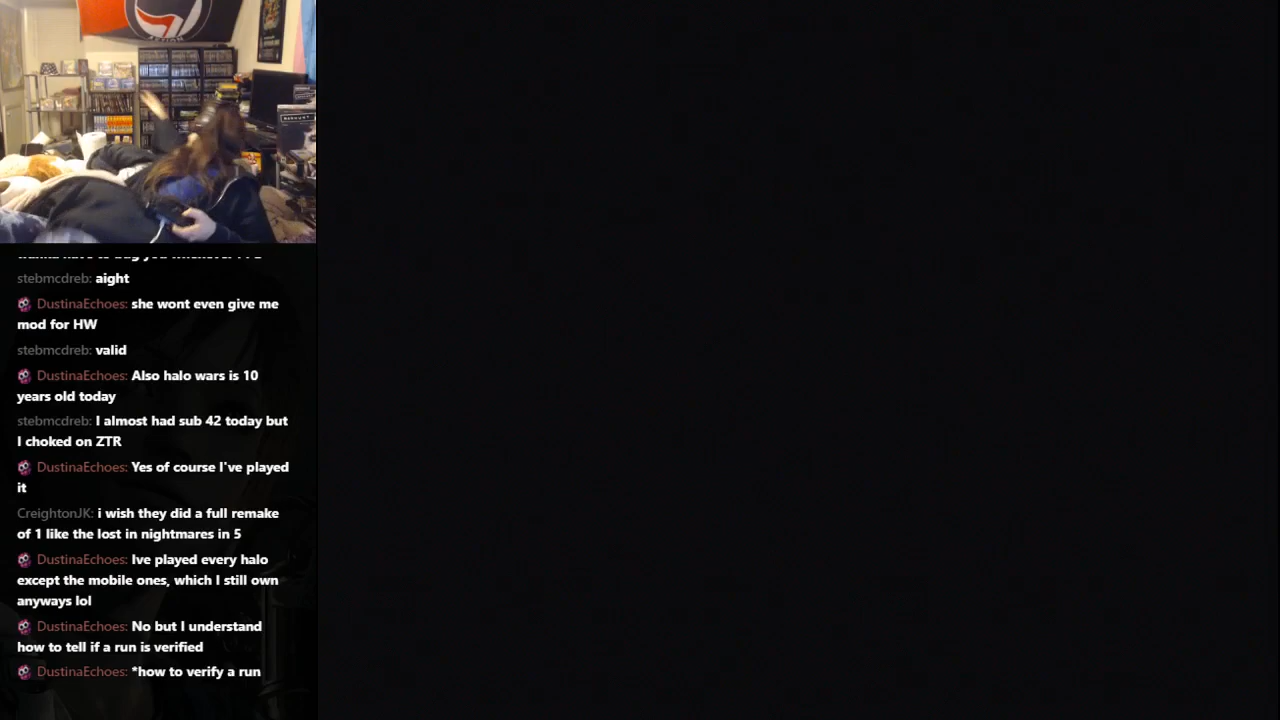 ACTION
stebmcdreb: aight
DustinaEchoes: she wont even give me
mod for HW
stebmcdreb: valid
DustinaEchoes: Also halo wars is 10
years old today
stebmcdreb: I almost had sub 42 today but
I choked on ZTR
DustinaEchoes: Yes of course I've played
it
CreightonJK: i wish they did a full remake
of 1 like the lost in nightmares in 5
DustinaEchoes: Ive played every halo
except the mobile ones, which I still own
anyways lol
DustinaEchoes: No but I understand
how to tell if a run is verified
DustinaEchoes: *how to verify a run